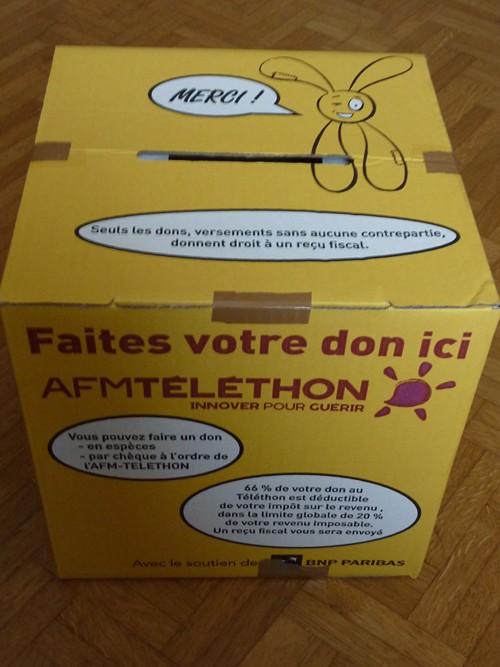 MERCI !
Seuls les dons, versements sans aucune contrepartie,
donnent droit à un reçu fiscal.
Faites votre don ici
AFMTÉLÉTHON
INNOVER POUR GUÉRIR
Vous pouvez faire un don
- en espèces
- par chèque à l'ordre de
l'AFM-TELETHON
66 % de votre don au
Téléthon est déductible
de votre impôt sur le revenu,
dans la limite globale de 20 %
de votre revenu imposable.
Un reçu fiscal vous sera envoyé
Avec le soutien de BNP PARIBAS